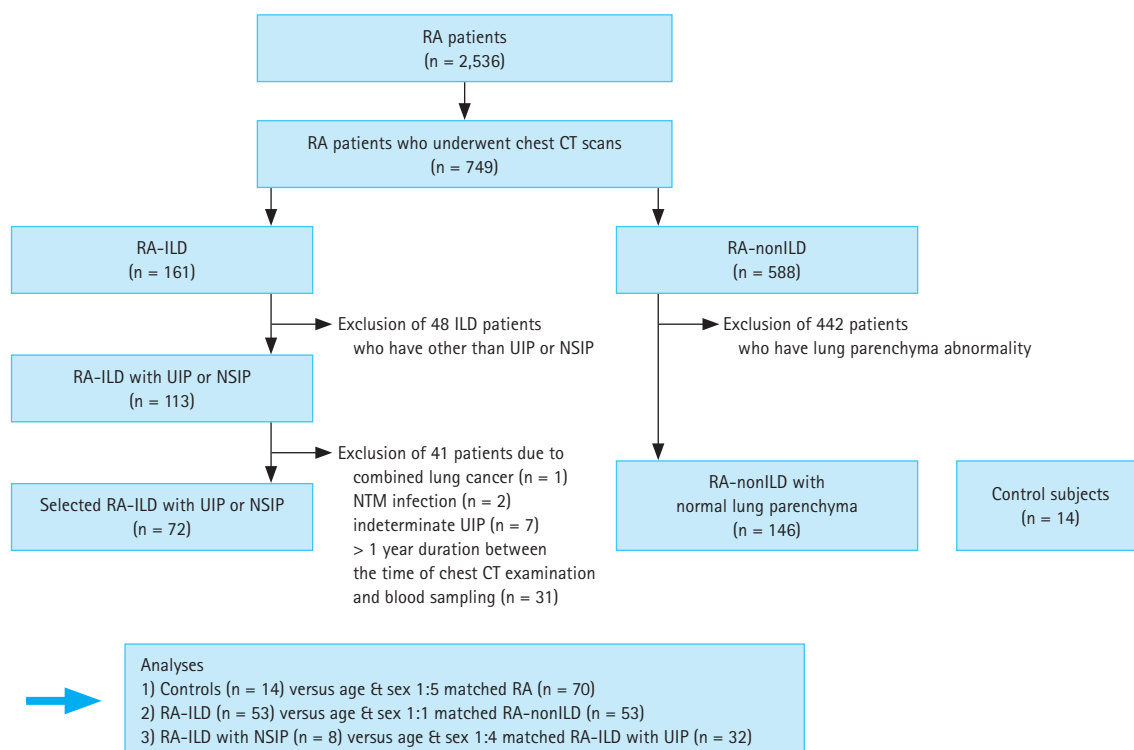 RA patients
(n = 2,536)
RA patients who underwent chest CT scans
(n = 749)
RA-ILD
(n = 161)
RA-nonILD
(n = 588)
Exclusion of 48 ILD patients
who have other than UIP or NSIP
Exclusion of 442 patients
who have lung parenchyma abnormality
RA-ILD with UIP or NSIP
(n = 113)
Exclusion of 41 patients due to
combined lung cancer (n = 1)
NTM infection (n = 2)
indeterminate UIP (n = 7)
> 1 year duration between
the time of chest CT examination
and blood sampling (n = 31)
Selected RA-ILD with UIP or NSIP
(n = 72)
RA-nonILD with
normal lung parenchyma
(n = 146)
Control subjects
(n = 14)
Analyses
1) Controls (n = 14) versus age & sex 1:5 matched RA (n = 70)
2) RA-ILD (n = 53) versus age & sex 1:1 matched RA-nonILD (n = 53)
3) RA-ILD with NSIP (n = 8) versus age & sex 1:4 matched RA-ILD with UIP (n = 32)